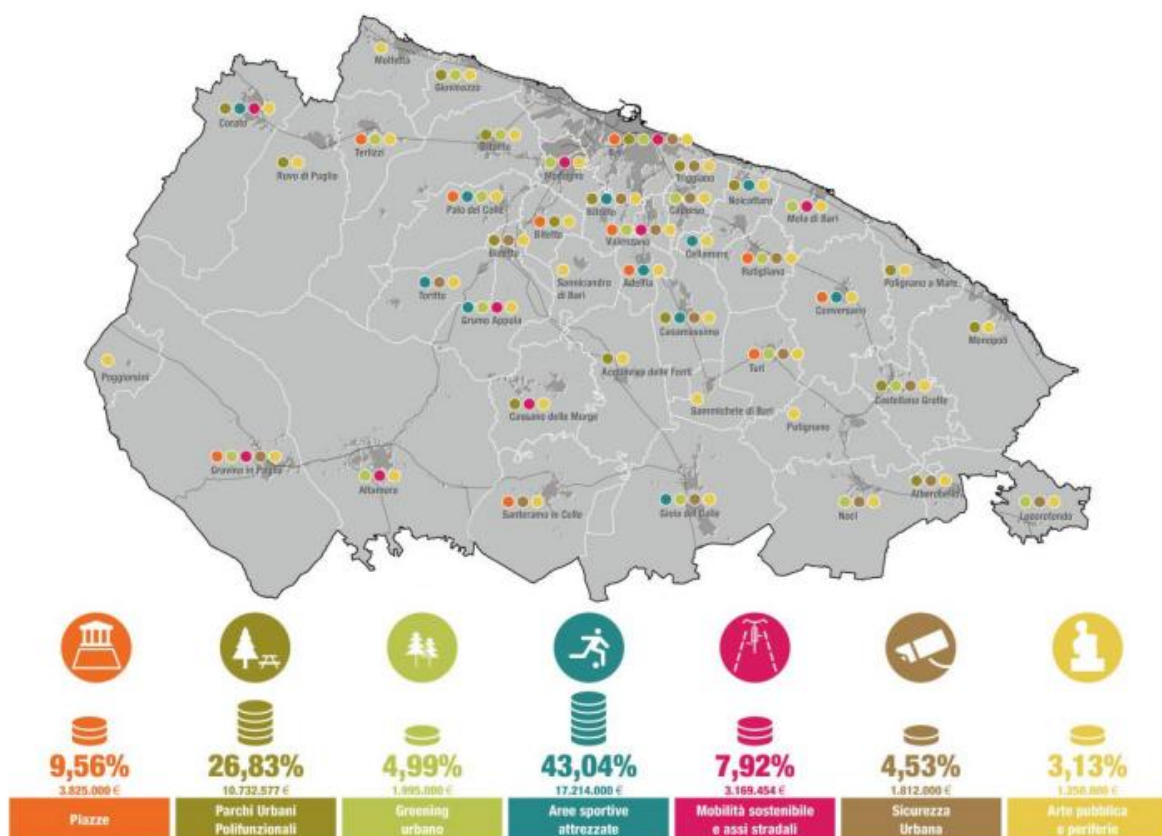 Molfetta
Giovinazzo
Corato
Terlizzi
Bitonto
Ruvo di Puglia
Modugno
Triggiano
Noicattaro
Palo del Colle
Bitritto
Capurso
Mola di Bari
Bitetto
Valenzano
Cellamare
Rutigliano
Binetto
Sannicandro
di Bari
Adelfia
Polignano a Mare
Toritto
Conversano
Grumo Appula
Casamassima
Monopoli
Poggiorsini
Acquaviva delle Fonti
Turi
Castellana Grotte
Cassano delle Murge
Sammichele di Bari
Putignano
Gravina in Puglia
Altamura
Alberobello
Santeramo in Colle
Gioia del Colle
Noci
Locorotondo
9,56% 26,83% 4,99% 43,04% 7,92% 4,53% 3,13%
3.825.000 € 10.732.577 € 1.995.000 € 17.214.000 € 3.169.454 € 1.812.000 €
Piazze Parchi Urbani Greening Aree sportive Mobilità sostenibile Sicurezza Arte pubblica
Polifunzionali urbano attrezzate e assi stradali Urbana e periferie